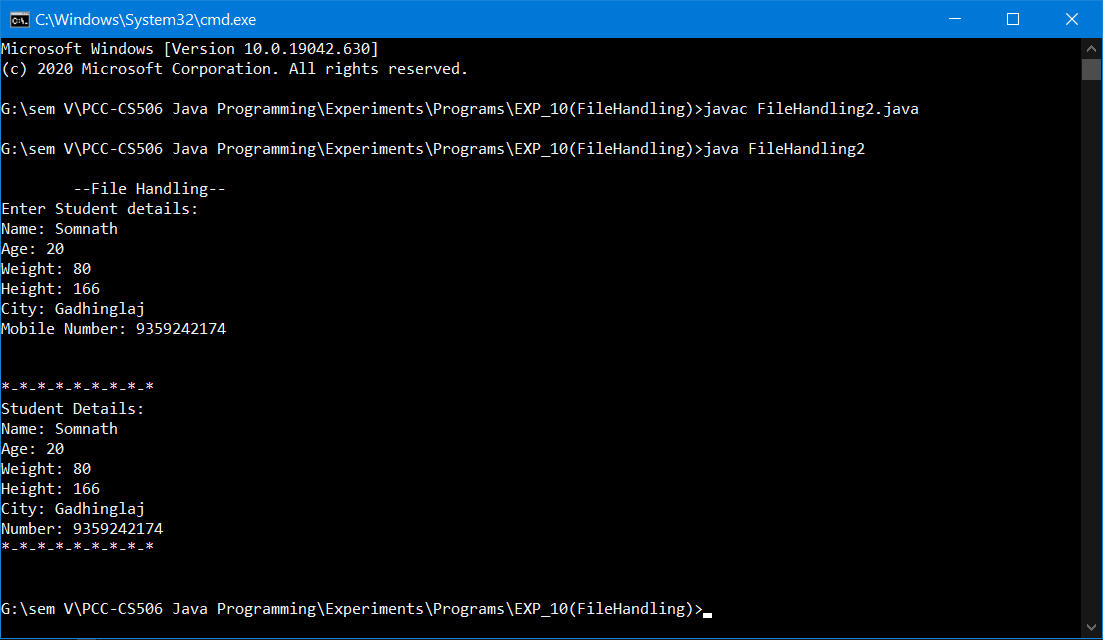 C:\Windows\System32\cmd.exe
Microsoft Windows [Version 10.0.19042.630]
(c) 2020 Microsoft Corporation. All rights reserved.
G:\sem V\PCC-CS506 Java Programming\Experiments\Programs\EXP_10(FileHandling)>javac FileHandling2.java
G:\sem V\PCC-CS506 Java Programming\Experiments\Programs\EXP_10(FileHandling)>java FileHandling2
--File Handling--
Enter Student details:
Name: Somnath
Age: 20
Weight: 80
Height: 166
City: Gadhinglaj
Mobile Number: 9359242174
*-*-*-*-*-*-*-*-*
Student Details:
Name: Somnath
Age: 20
Weight: 80
Height: 166
City: Gadhinglaj
Number: 9359242174
*-*-*-*-*-*-*-*-*
G:\sem V\PCC-CS506 Java Programming\Experiments\Programs\EXP_10(FileHandling)>